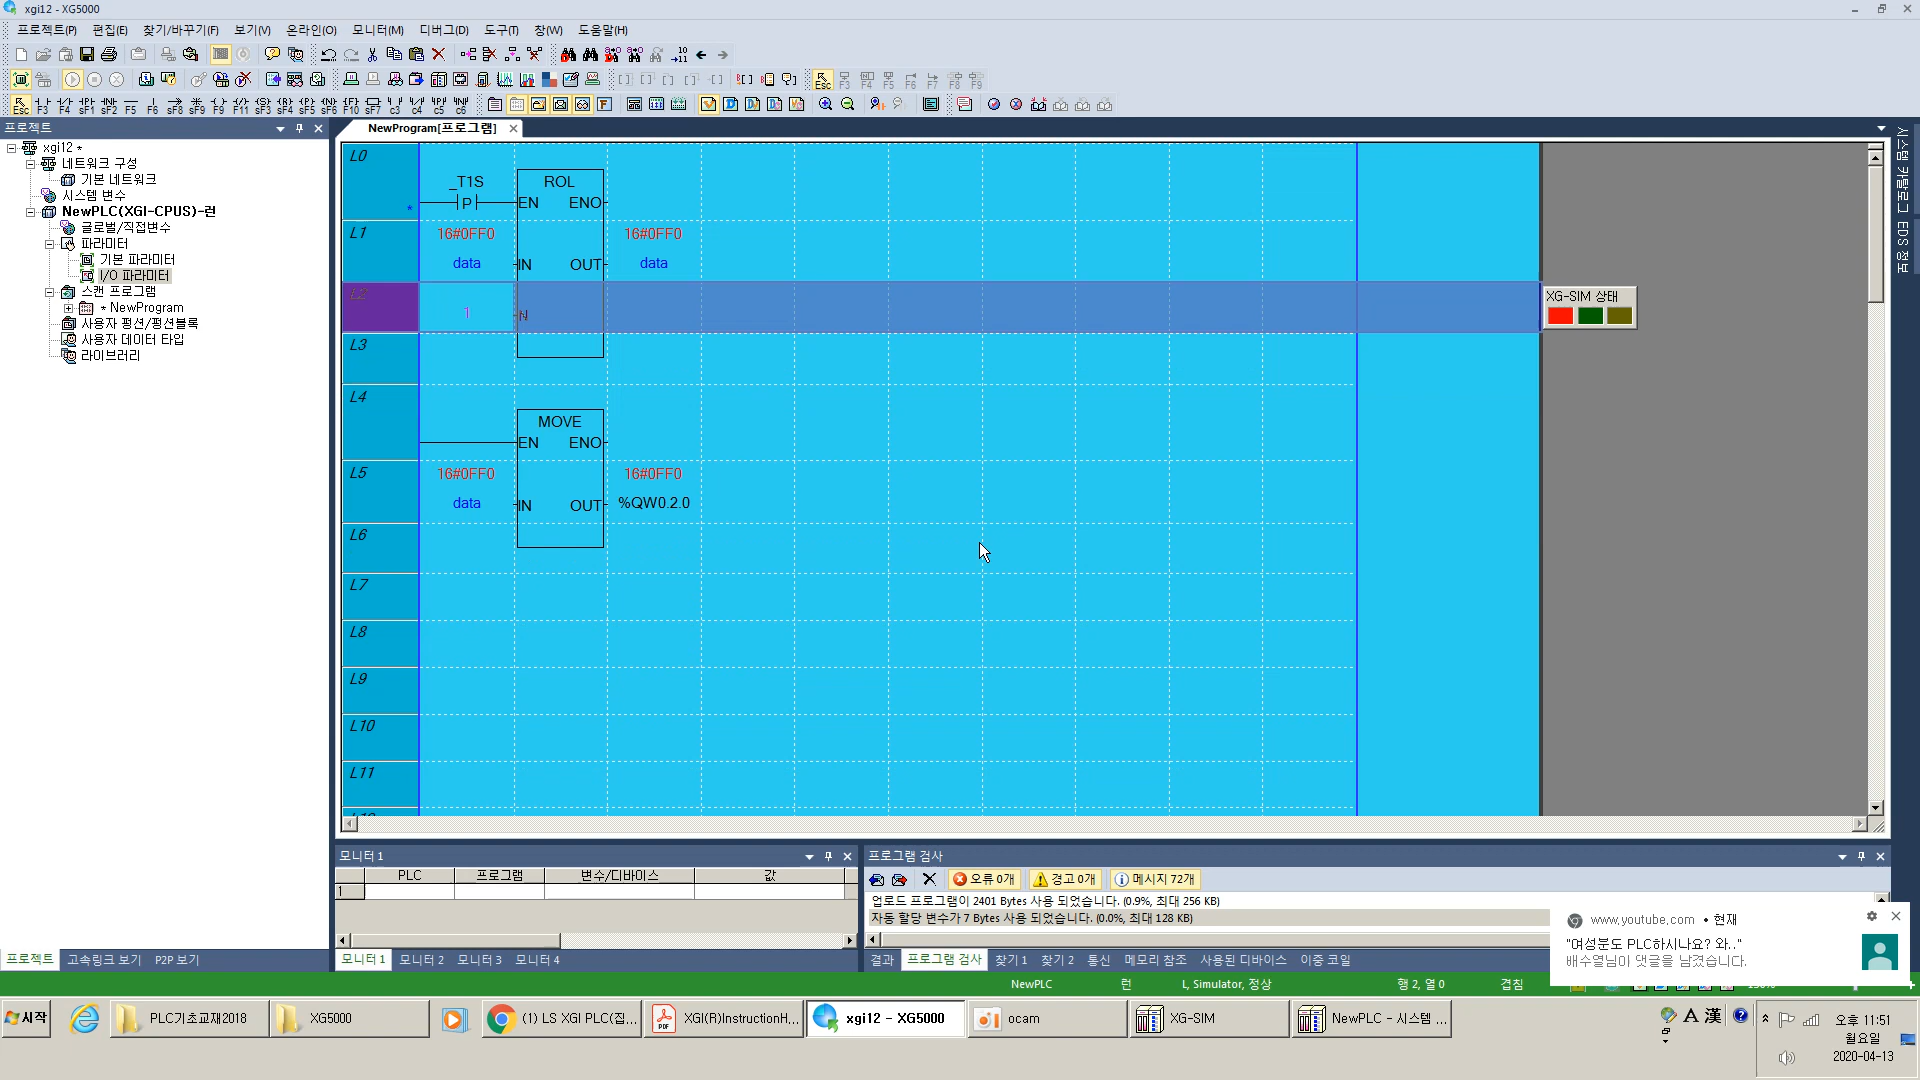 xgi12 - XG5000
프로젝트(P) 편집(E) 찾기/바꾸기(F) 보기(V) 온라인(O) 모니터(M) 디버그(D) 도구(T) 창(W) 도움말(H)
프로젝트
NewProgram[프로그램]
xgi12 *
네트워크 구성
기본 네트워크
시스템 변수
NewPLC(XGI-CPUS)-런
글로벌/직접변수
파라미터
기본 파라미터
I/O 파라미터
스캔 프로그램
* NewProgram
사용자 펑션/펑션블록
사용자 데이터 타입
라이브러리
L0
_T1S
P
ROL
EN ENO
*
L1
16#0FF0
16#0FF0
data
IN OUT
data
L2
1
N
L3
L4
MOVE
EN ENO
L5
16#0FF0
16#0FF0
data
IN OUT
%QW0.2.0
L6
L7
L8
L9
L10
L11
XG-SIM 상태
시스템 카탈로그
EDS 정보
모니터 1
PLC 프로그램 변수/디바이스 값
1
모니터 1 모니터 2 모니터 3 모니터 4
프로그램 검사
오류 0개 경고 0개 메시지 72개
업로드 프로그램이 2401 Bytes 사용 되었습니다. (0.9%, 최대 256 KB)
자동 할당 변수가 7 Bytes 사용 되었습니다. (0.0%, 최대 128 KB)
결과 프로그램 검사 찾기 1 찾기 2 통신 메모리 참조 사용된 디바이스 이중 코일
프로젝트 고속링크 보기 P2P 보기
www.youtube.com • 현재
"여성분도 PLC하시나요? 와.."
배수열님이 댓글을 남겼습니다.
NewPLC 런 L, Simulator, 정상 행 2, 열 0 겹침
시작
PLC기초교재2018
XG5000
(1) LS XGI PLC(집...
XGI(R)InstructionH...
xgi12 - XG5000
ocam
XG-SIM
NewPLC - 시스템 ...
A 漢
오후 11:51
월요일
2020-04-13